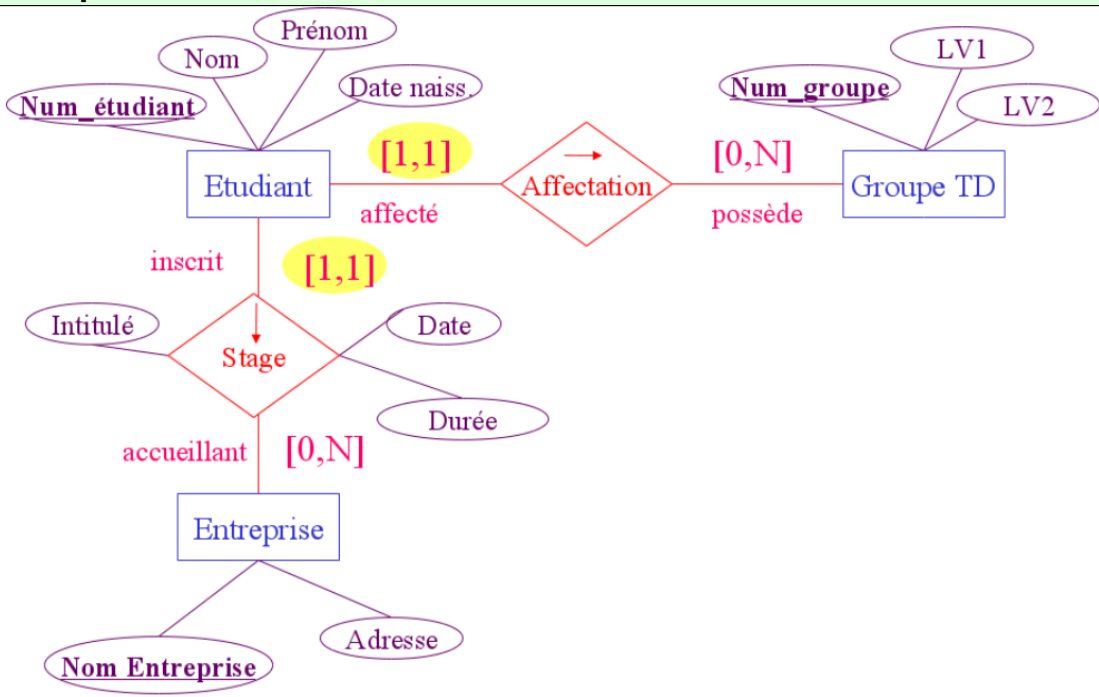 Prénom
Nom
LV1
Date naiss.
Num_groupe
Num_étudiant
LV2
[1,1]
[0,N]
Etudiant
Affectation
Groupe TD
affecté
possède
inscrit
[1,1]
Intitulé
Date
Stage
Durée
accueillant
[0,N]
Entreprise
Adresse
Nom Entreprise